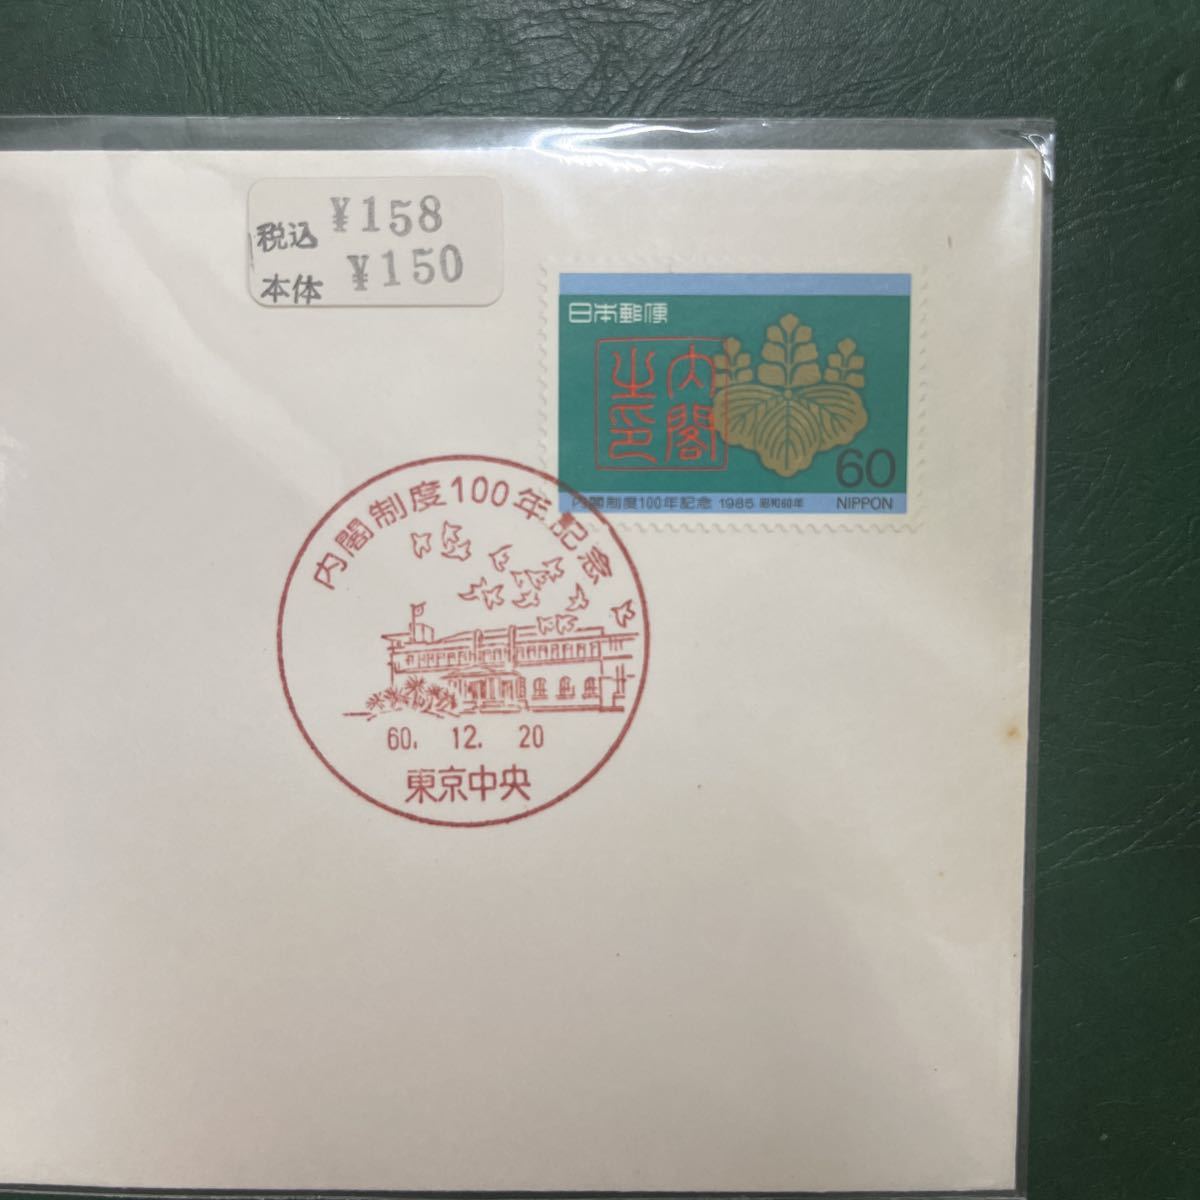 税込 ¥158
本体 ¥150
日本郵便
内閣
之印
60
内閣制度100年記念 1985 昭和60年 NIPPON
内閣制度100年記念
60. 12. 20
東京中央